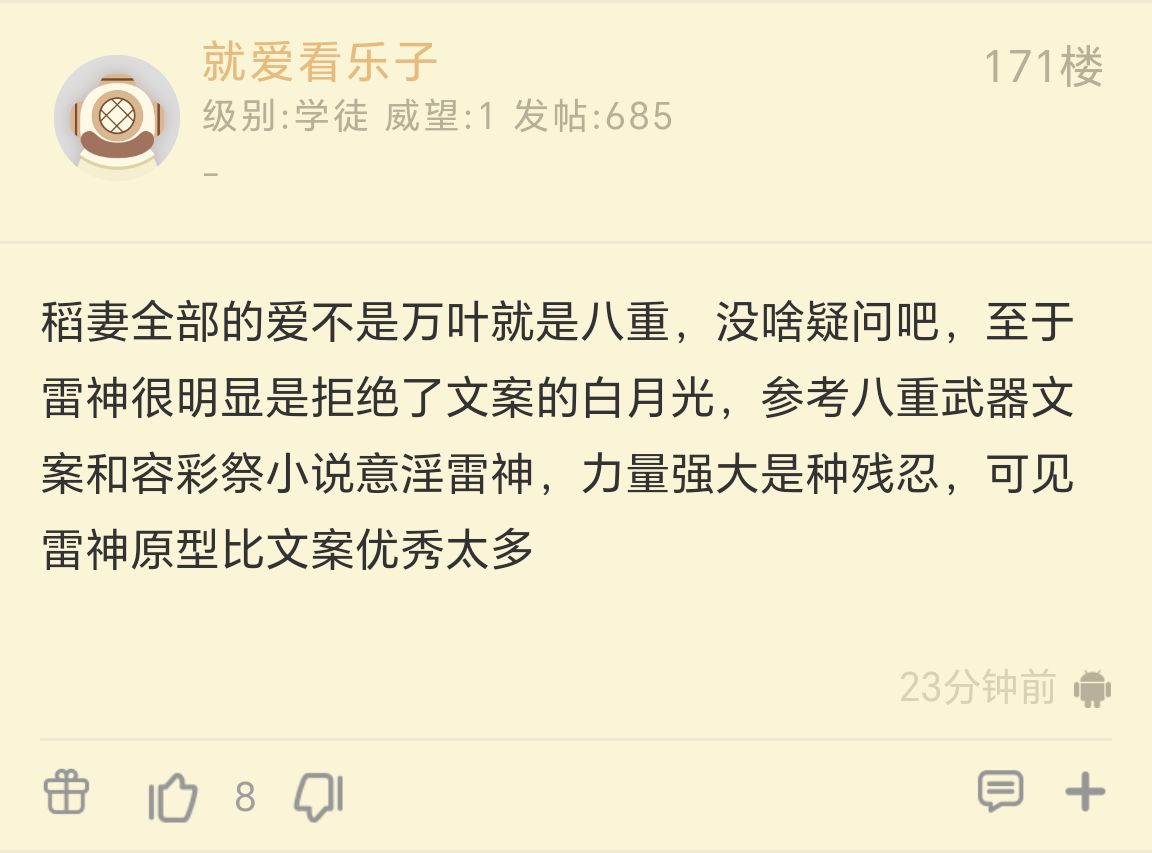 就爱看乐子
171楼
级别:学徒 威望:1 发帖:685
-
稻妻全部的爱不是万叶就是八重，没啥疑问吧，至于
雷神很明显是拒绝了文案的白月光，参考八重武器文
案和容彩祭小说意淫雷神，力量强大是种残忍，可见
雷神原型比文案优秀太多
23分钟前
8